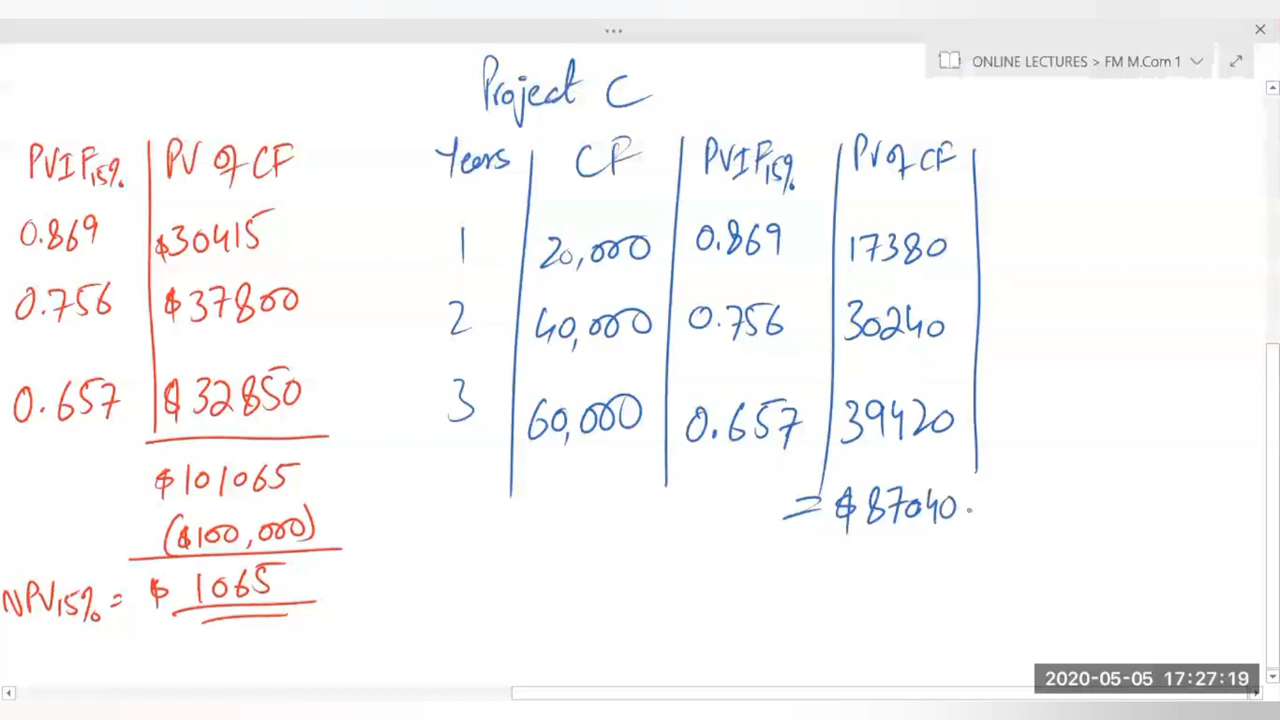 ONLINE LECTURES > FM M.Com 1
Project C
PVIF15% PV of CF
0.869 $30415
0.756 $37800
0.657 $32850
$101065
($100,000)
NPV15% = $ 1065
Years CF PVIF15% PV of CF
1 20,000 0.869 17380
2 40,000 0.756 30240
3 60,000 0.657 39420
= $87040.
2020-05-05 17:27:19